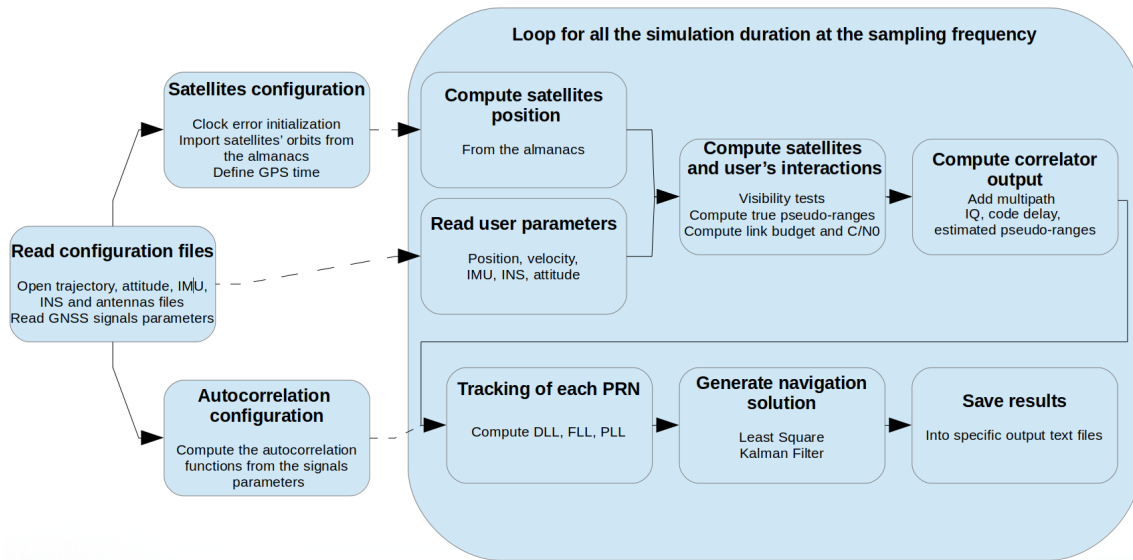 Loop for all the simulation duration at the sampling frequency
Read configuration files
Open trajectory, attitude, IMU,
INS and antennas files
Read GNSS signals parameters
Satellites configuration
Clock error initialization
Import satellites' orbits from
the almanacs
Define GPS time
Autocorrelation
configuration
Compute the autocorrelation
functions from the signals
parameters
Compute satellites
position
From the almanacs
Read user parameters
Position, velocity,
IMU, INS, attitude
Compute satellites
and user's interactions
Visibility tests
Compute true pseudo-ranges
Compute link budget and C/N0
Compute correlator
output
Add multipath
IQ, code delay,
estimated pseudo-ranges
Tracking of each PRN
Compute DLL, FLL, PLL
Generate navigation
solution
Least Square
Kalman Filter
Save results
Into specific output text files